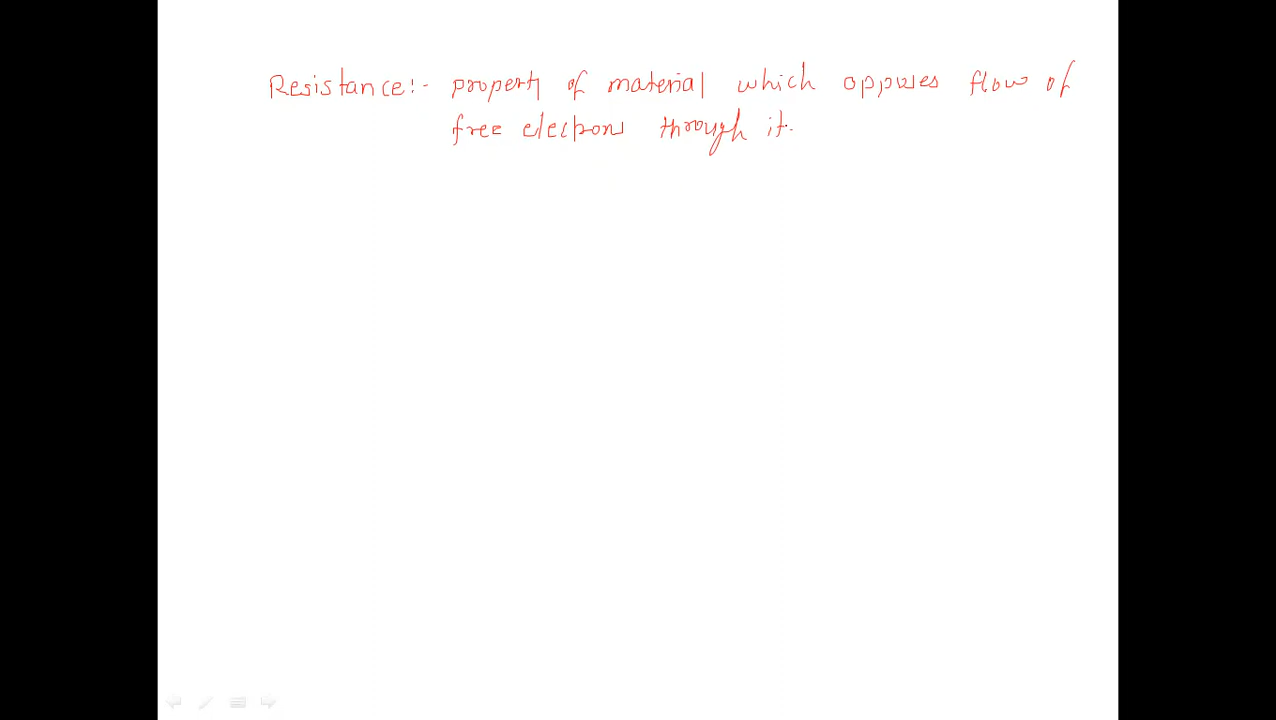 Resistance:- property of material which opposes flow of
free electrons through it.